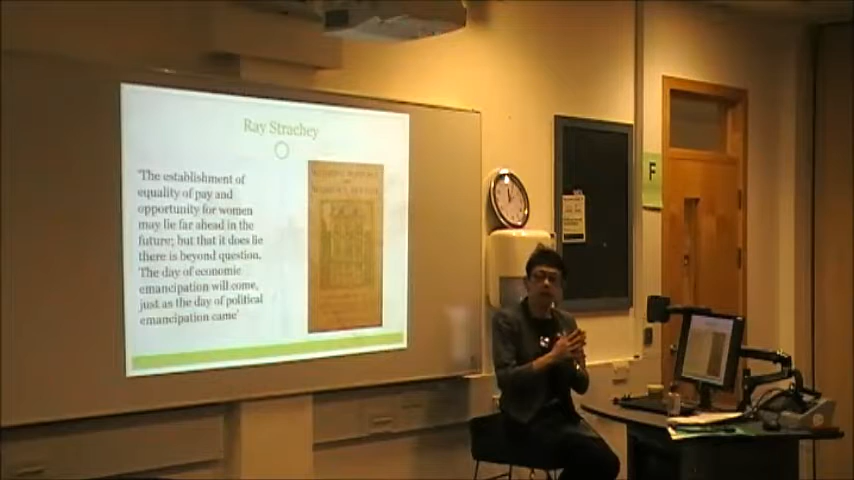 Ray Strachey
'The establishment of
equality of pay and
opportunity for women
may lie far ahead in the
future; but that it does lie
there is beyond question.
The day of economic
emancipation will come,
just as the day of political
emancipation came'
F